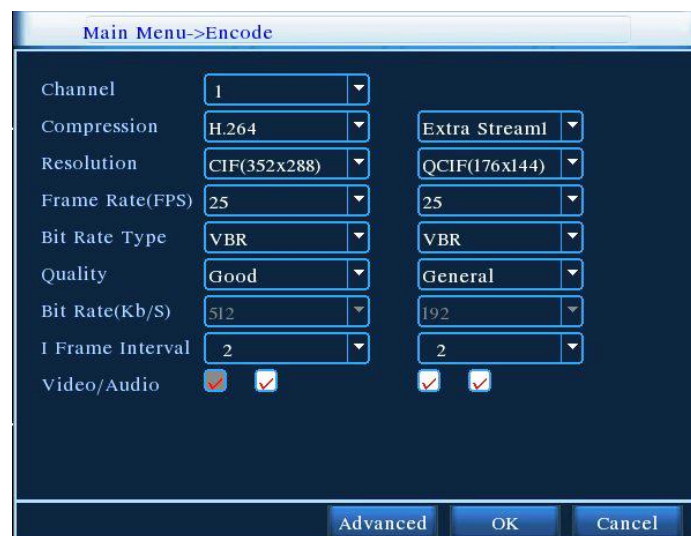 Main Menu->Encode
Channel 1
Compression H.264 Extra Stream1
Resolution CIF(352x288) QCIF(176x144)
Frame Rate(FPS) 25 25
Bit Rate Type VBR VBR
Quality Good General
Bit Rate(Kb/S) 512 192
I Frame Interval 2 2
Video/Audio
Advanced OK Cancel